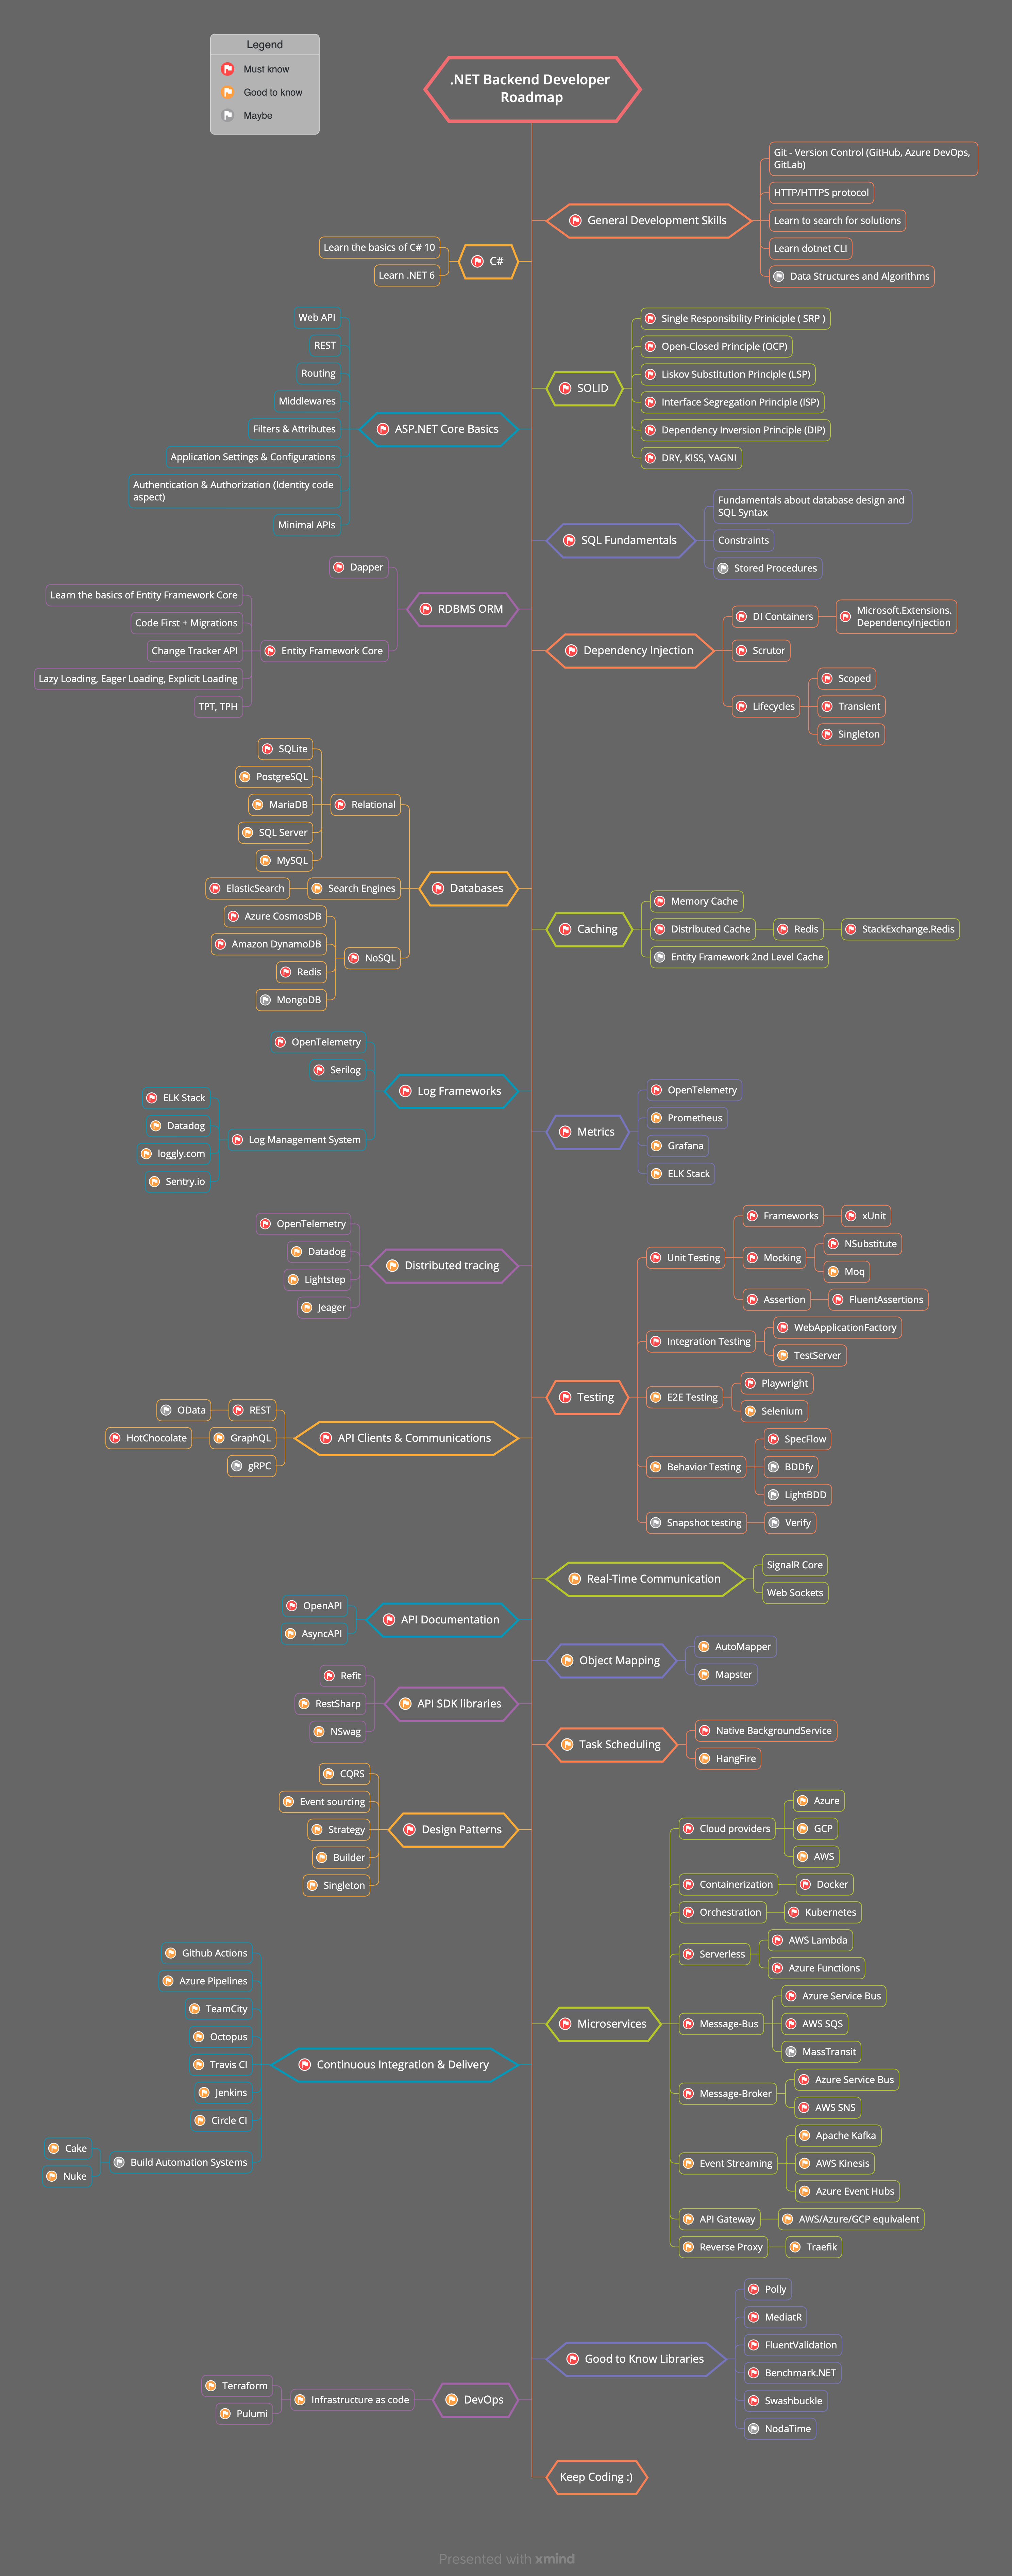 Legend
Must know
Good to know
Maybe
.NET Backend Developer
Roadmap
General Development Skills
Git - Version Control (GitHub, Azure DevOps,
GitLab)
HTTP/HTTPS protocol
Learn to search for solutions
Learn dotnet CLI
Data Structures and Algorithms
C#
Learn the basics of C# 10
Learn .NET 6
SOLID
Single Responsibility Priniciple ( SRP )
Open-Closed Principle (OCP)
Liskov Substitution Principle (LSP)
Interface Segregation Principle (ISP)
Dependency Inversion Principle (DIP)
DRY, KISS, YAGNI
ASP.NET Core Basics
Web API
REST
Routing
Middlewares
Filters & Attributes
Application Settings & Configurations
Authentication & Authorization (Identity code
aspect)
Minimal APIs
SQL Fundamentals
Fundamentals about database design and
SQL Syntax
Constraints
Stored Procedures
RDBMS ORM
Dapper
Entity Framework Core
Learn the basics of Entity Framework Core
Code First + Migrations
Change Tracker API
Lazy Loading, Eager Loading, Explicit Loading
TPT, TPH
Dependency Injection
DI Containers
Microsoft.Extensions.
DependencyInjection
Scrutor
Lifecycles
Scoped
Transient
Singleton
Databases
Relational
SQLite
PostgreSQL
MariaDB
SQL Server
MySQL
Search Engines
ElasticSearch
NoSQL
Azure CosmosDB
Amazon DynamoDB
Redis
MongoDB
Caching
Memory Cache
Distributed Cache
Redis
StackExchange.Redis
Entity Framework 2nd Level Cache
Log Frameworks
OpenTelemetry
Serilog
Log Management System
ELK Stack
Datadog
loggly.com
Sentry.io
Metrics
OpenTelemetry
Prometheus
Grafana
ELK Stack
Distributed tracing
OpenTelemetry
Datadog
Lightstep
Jeager
Testing
Unit Testing
Frameworks
xUnit
Mocking
NSubstitute
Moq
Assertion
FluentAssertions
Integration Testing
WebApplicationFactory
TestServer
E2E Testing
Playwright
Selenium
Behavior Testing
SpecFlow
BDDfy
LightBDD
Snapshot testing
Verify
API Clients & Communications
REST
OData
GraphQL
HotChocolate
gRPC
Real-Time Communication
SignalR Core
Web Sockets
API Documentation
OpenAPI
AsyncAPI
Object Mapping
AutoMapper
Mapster
API SDK libraries
Refit
RestSharp
NSwag
Task Scheduling
Native BackgroundService
HangFire
Design Patterns
CQRS
Event sourcing
Strategy
Builder
Singleton
Microservices
Cloud providers
Azure
GCP
AWS
Containerization
Docker
Orchestration
Kubernetes
Serverless
AWS Lambda
Azure Functions
Message-Bus
Azure Service Bus
AWS SQS
MassTransit
Message-Broker
Azure Service Bus
AWS SNS
Event Streaming
Apache Kafka
AWS Kinesis
Azure Event Hubs
API Gateway
AWS/Azure/GCP equivalent
Reverse Proxy
Traefik
Continuous Integration & Delivery
Github Actions
Azure Pipelines
TeamCity
Octopus
Travis CI
Jenkins
Circle CI
Build Automation Systems
Cake
Nuke
Good to Know Libraries
Polly
MediatR
FluentValidation
Benchmark.NET
Swashbuckle
NodaTime
DevOps
Infrastructure as code
Terraform
Pulumi
Keep Coding :)
Presented with xmind